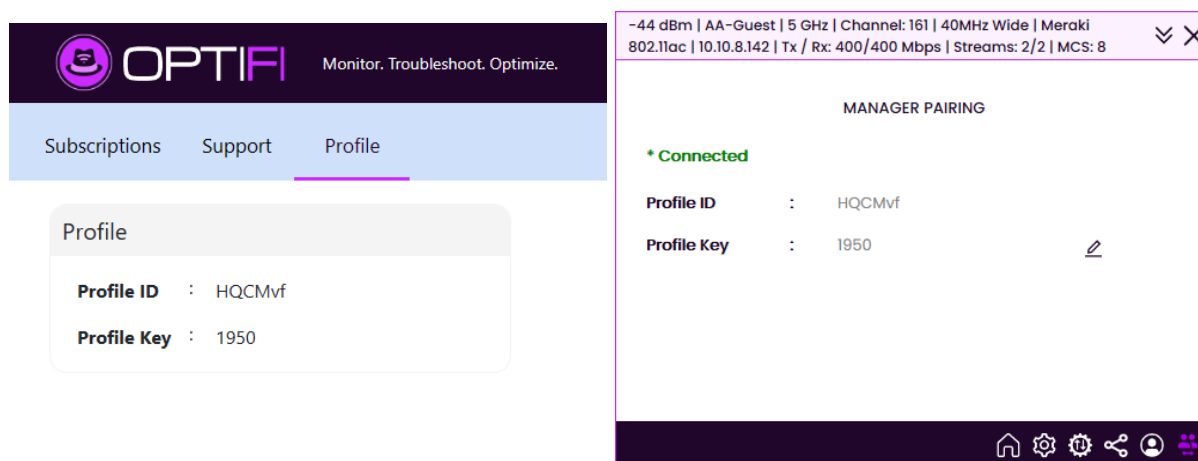 OPTIFI
Monitor. Troubleshoot. Optimize.
Subscriptions Support Profile
Profile
Profile ID : HQCMvf
Profile Key : 1950
-44 dBm | AA-Guest | 5 GHz | Channel: 161 | 40MHz Wide | Meraki
802.11ac | 10.10.8.142 | Tx / Rx: 400/400 Mbps | Streams: 2/2 | MCS: 8
MANAGER PAIRING
* Connected
Profile ID : HQCMvf
Profile Key : 1950